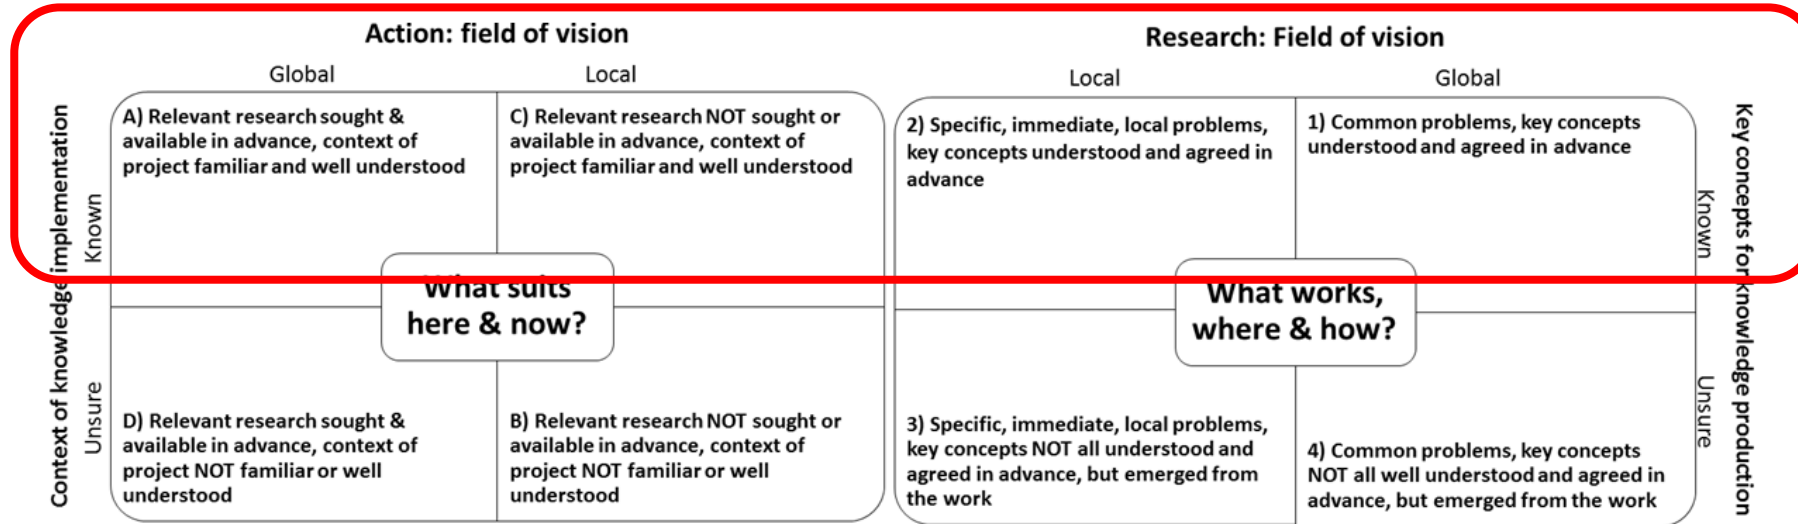 Action: field of vision
Global
Local
Context of knowledge implementation
Known
Unsure
A) Relevant research sought &
available in advance, context of
project familiar and well understood
C) Relevant research NOT sought or
available in advance, context of
project familiar and well understood
What suits
here & now?
D) Relevant research sought &
available in advance, context of
project NOT familiar or well
understood
B) Relevant research NOT sought or
available in advance, context of
project NOT familiar or well
understood
Research: Field of vision
Local
Global
2) Specific, immediate, local problems,
key concepts understood and agreed in
advance
1) Common problems, key concepts
understood and agreed in advance
What works,
where & how?
3) Specific, immediate, local problems,
key concepts NOT all understood and
agreed in advance, but emerged from
the work
4) Common problems, key concepts
NOT all well understood and agreed in
advance, but emerged from the work
Known
Unsure
Key concepts for knowledge production